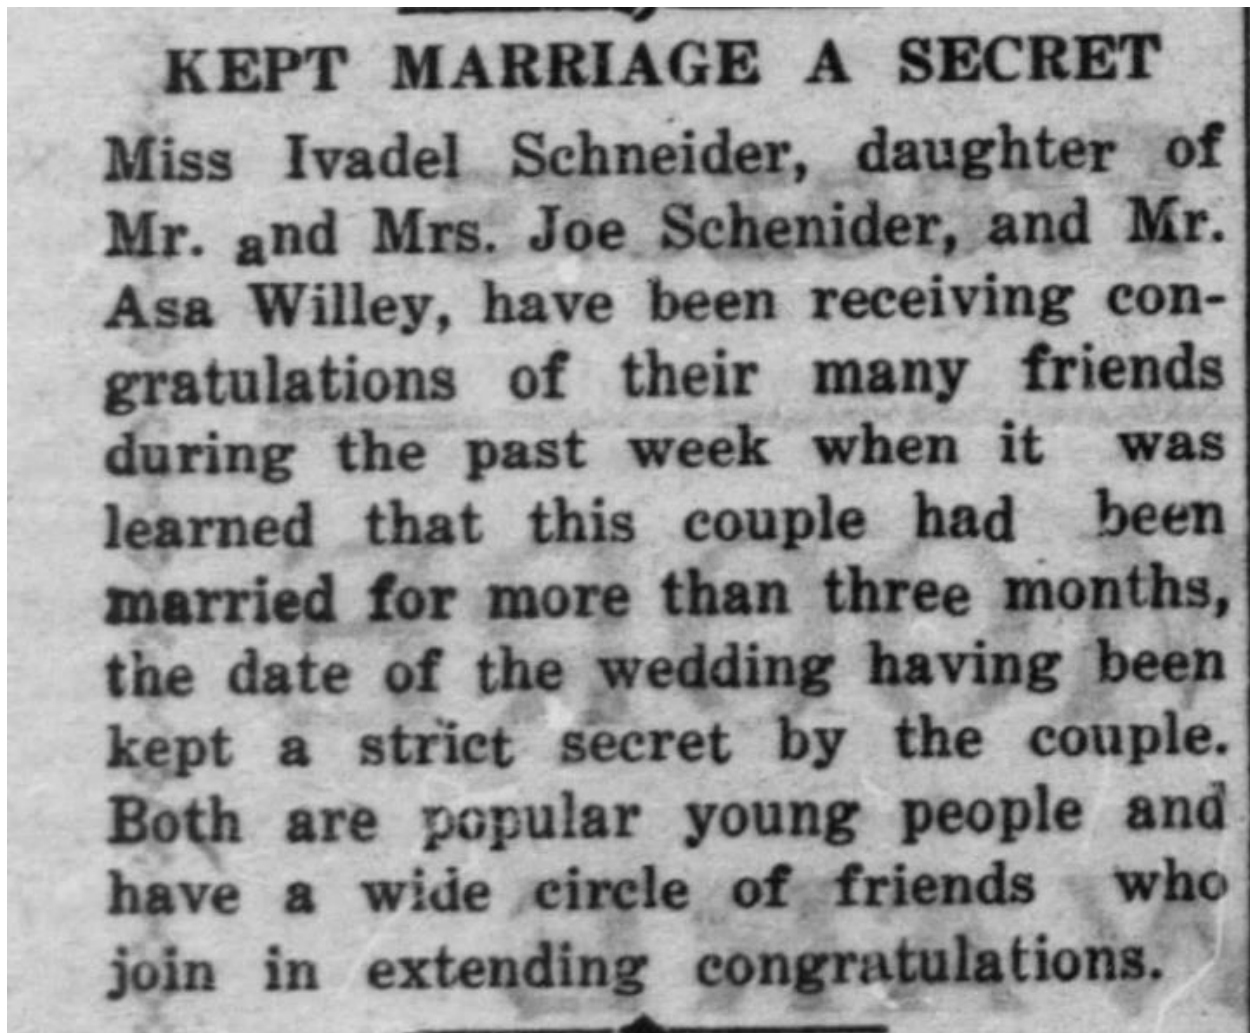 KEPT MARRIAGE A SECRET
Miss Ivadel Schneider, daughter of
Mr. and Mrs. Joe Schenider, and Mr.
Asa Willey, have been receiving con-
gratulations of their many friends
during the past week when it was
learned that this couple had been
married for more than three months,
the date of the wedding having been
kept a strict secret by the couple.
Both are popular young people and
have a wide circle of friends who
join in extending congratulations.